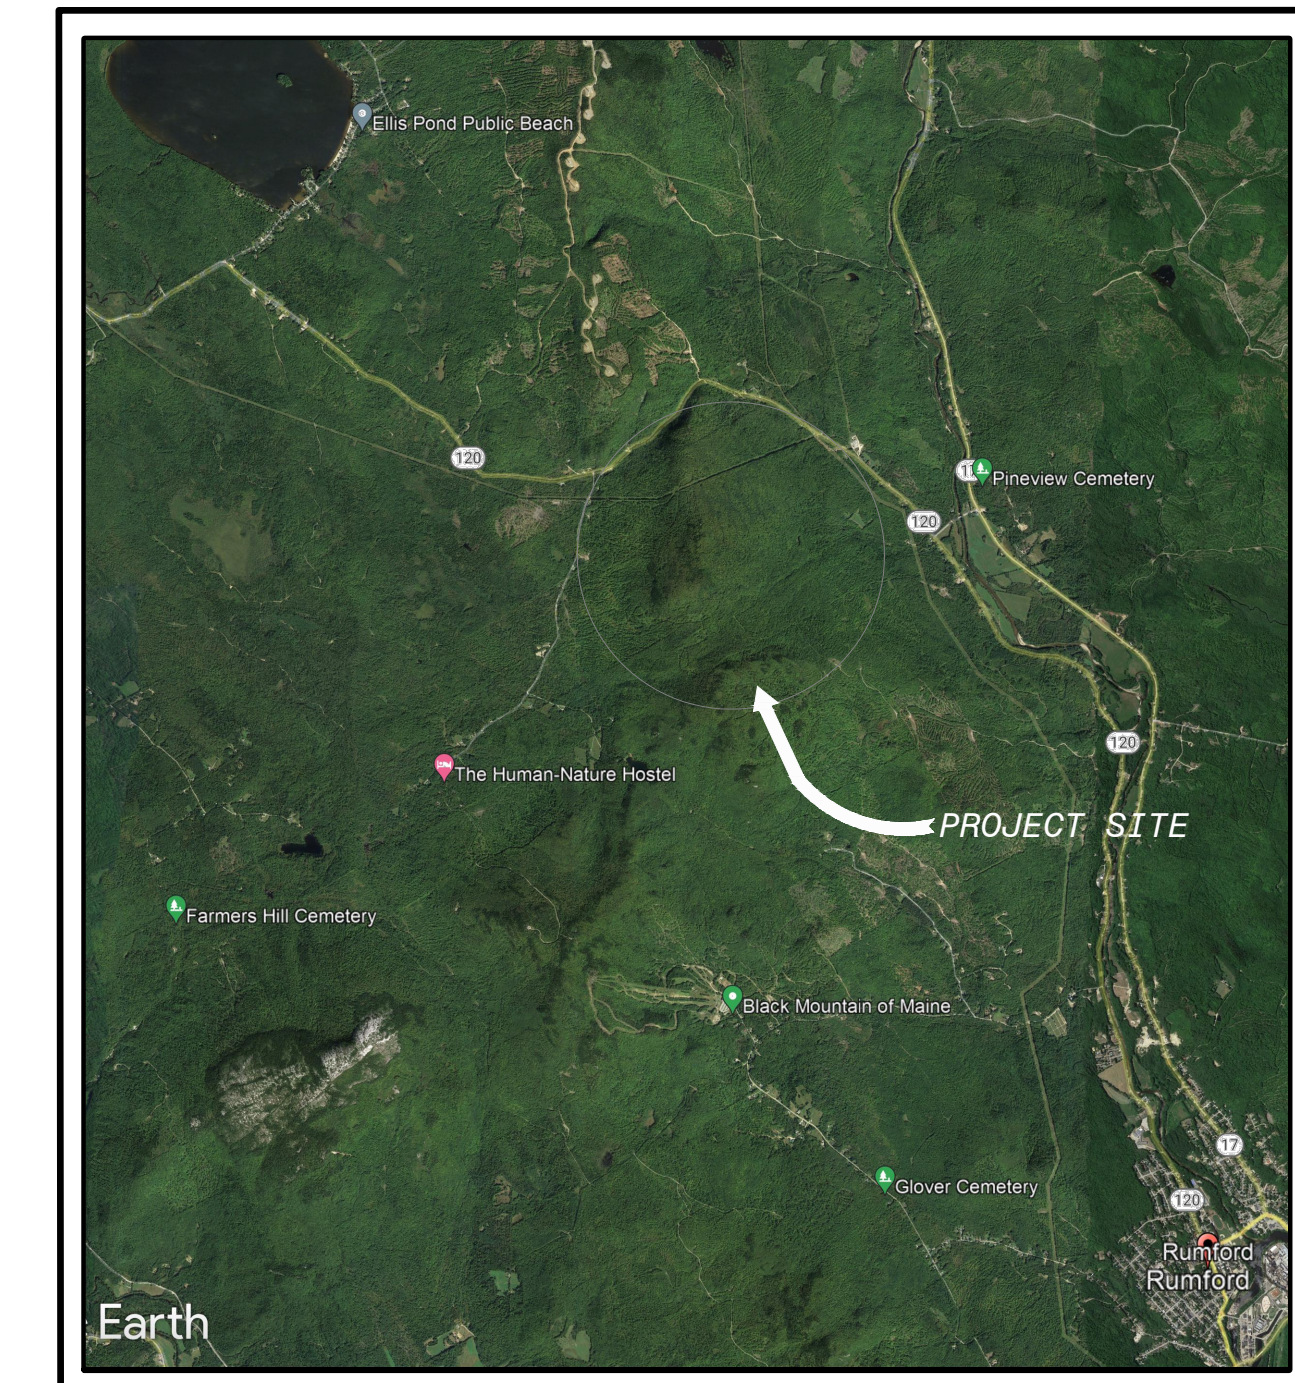 Ellis Pond Public Beach
120
17
Pineview Cemetery
120
120
The Human-Nature Hostel
PROJECT SITE
Farmers Hill Cemetery
Black Mountain of Maine
17
Glover Cemetery
120
Rumford
Rumford
Earth